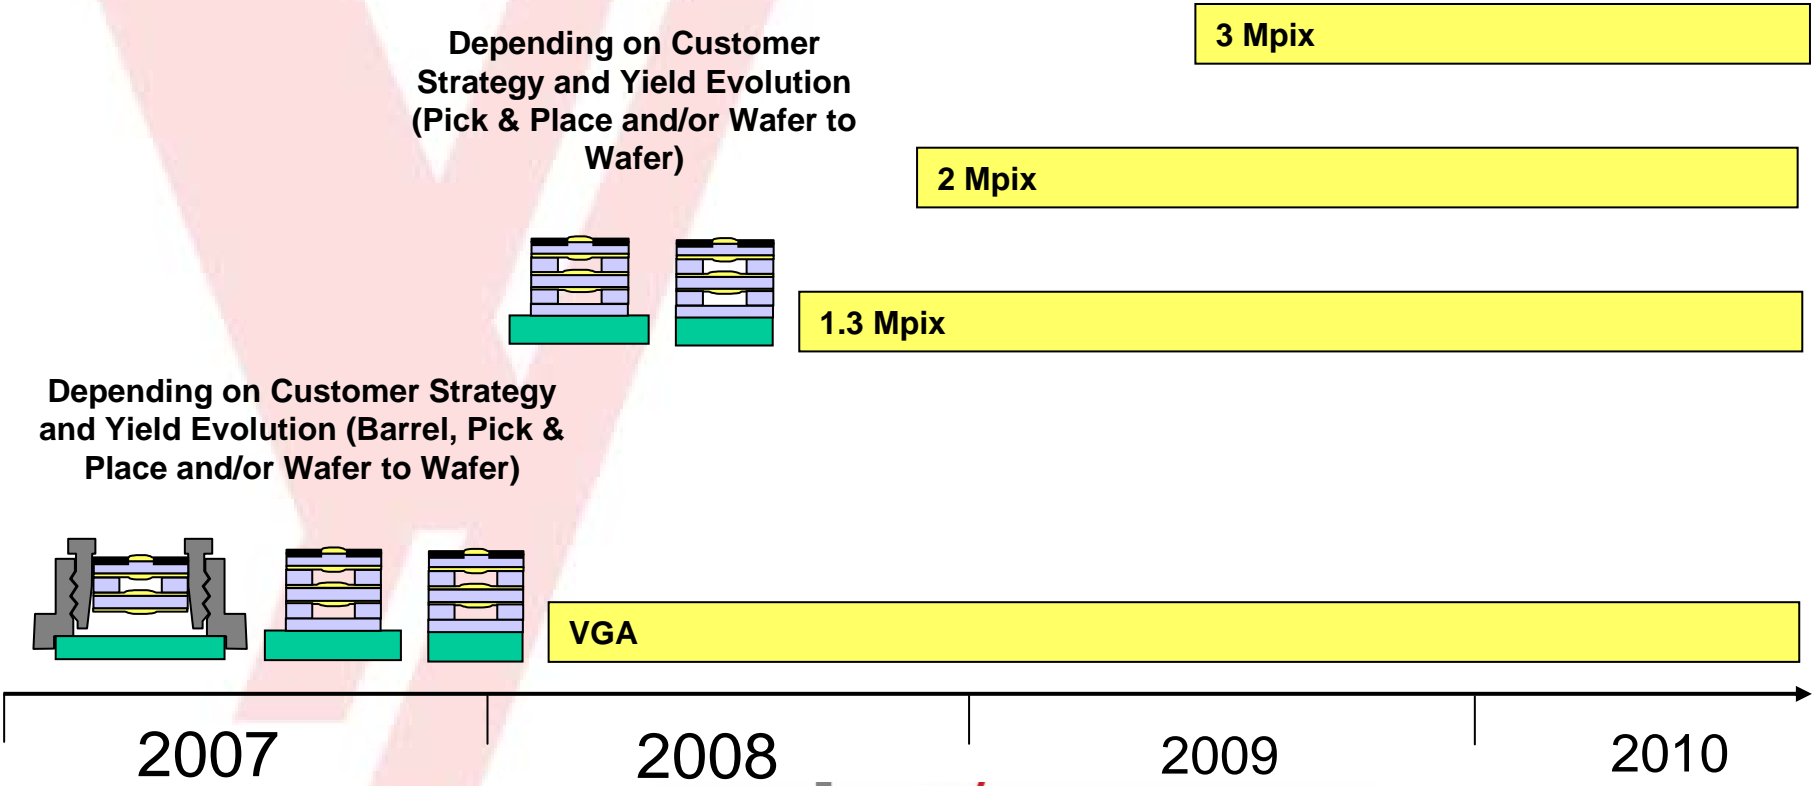 3 Mpix
Depending on Customer
Strategy and Yield Evolution
(Pick & Place and/or Wafer to
Wafer)
2 Mpix
1.3 Mpix
Depending on Customer Strategy
and Yield Evolution (Barrel, Pick &
Place and/or Wafer to Wafer)
VGA
2007
2008
2009
2010